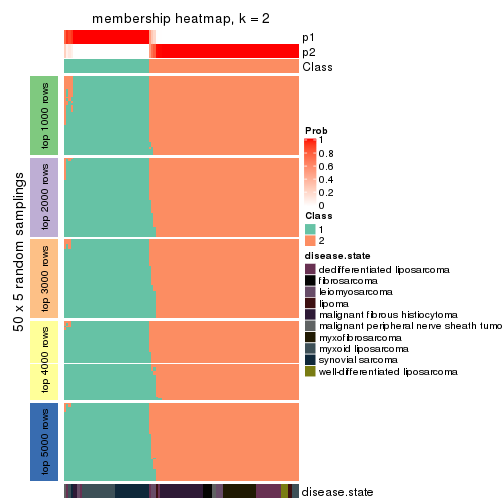 membership heatmap, k = 2
p1
p2
Class
50 x 5 random samplings
top 1000 rows
top 2000 rows
top 3000 rows
top 4000 rows
top 5000 rows
disease.state
Prob
1
0.8
0.6
0.4
0.2
0
Class
1
2
disease.state
dedifferentiated liposarcoma
fibrosarcoma
leiomyosarcoma
lipoma
malignant fibrous histiocytoma
malignant peripheral nerve sheath tumo
myxofibrosarcoma
myxoid liposarcoma
synovial sarcoma
well-differentiated liposarcoma